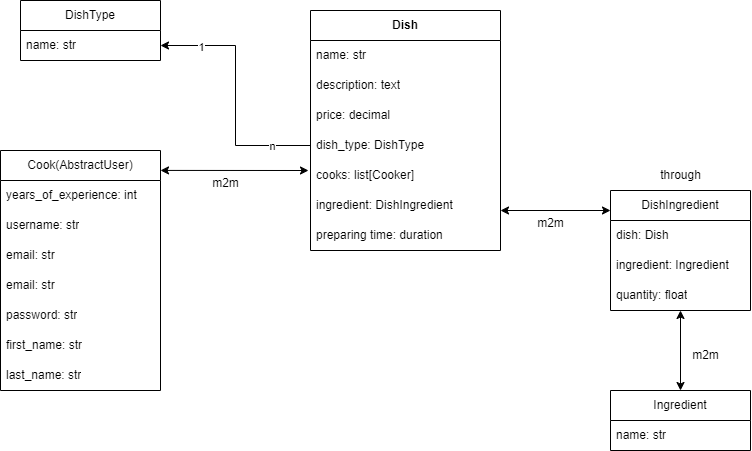 DishType
name: str
1
n
Dish
name: str
description: text
price: decimal
dish_type: DishType
cooks: list[Cooker]
ingredient: DishIngredient
preparing time: duration
Cook(AbstractUser)
years_of_experience: int
username: str
email: str
email: str
password: str
first_name: str
last_name: str
m2m
m2m
through
DishIngredient
dish: Dish
ingredient: Ingredient
quantity: float
m2m
Ingredient
name: str